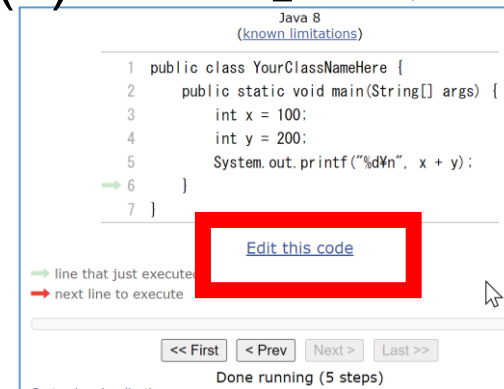 Java 8
(known limitations)
1 public class YourClassNameHere {
2 public static void main(String[] args) {
3 int x = 100;
4 int y = 200;
5 System.out.printf("%d¥n", x + y);
6 }
7 }
Edit this code
line that just executed
next line to execute
<< First < Prev Next > Last >>
Done running (5 steps)